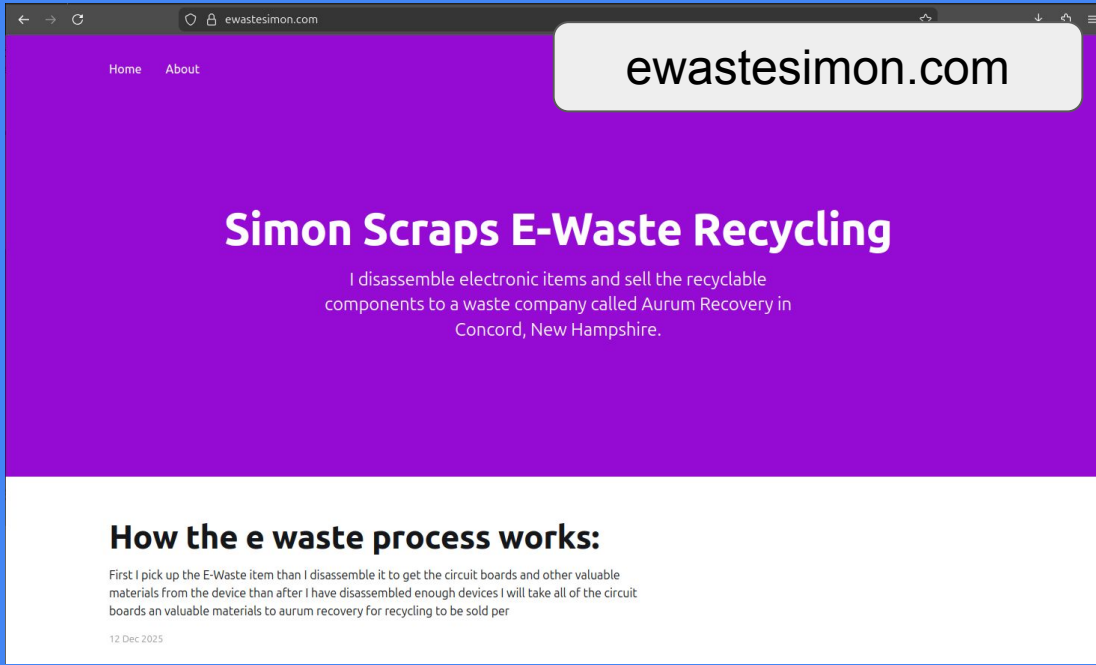 ewastesimon.com
ewastesimon.com
Home About
Simon Scraps E-Waste Recycling
I disassemble electronic items and sell the recyclable
components to a waste company called Aurum Recovery in
Concord, New Hampshire.
How the e waste process works:
First I pick up the E-Waste item than I disassemble it to get the circuit boards and other valuable
materials from the device than after I have disassembled enough devices I will take all of the circuit
boards an valuable materials to aurum recovery for recycling to be sold per
12 Dec 2025